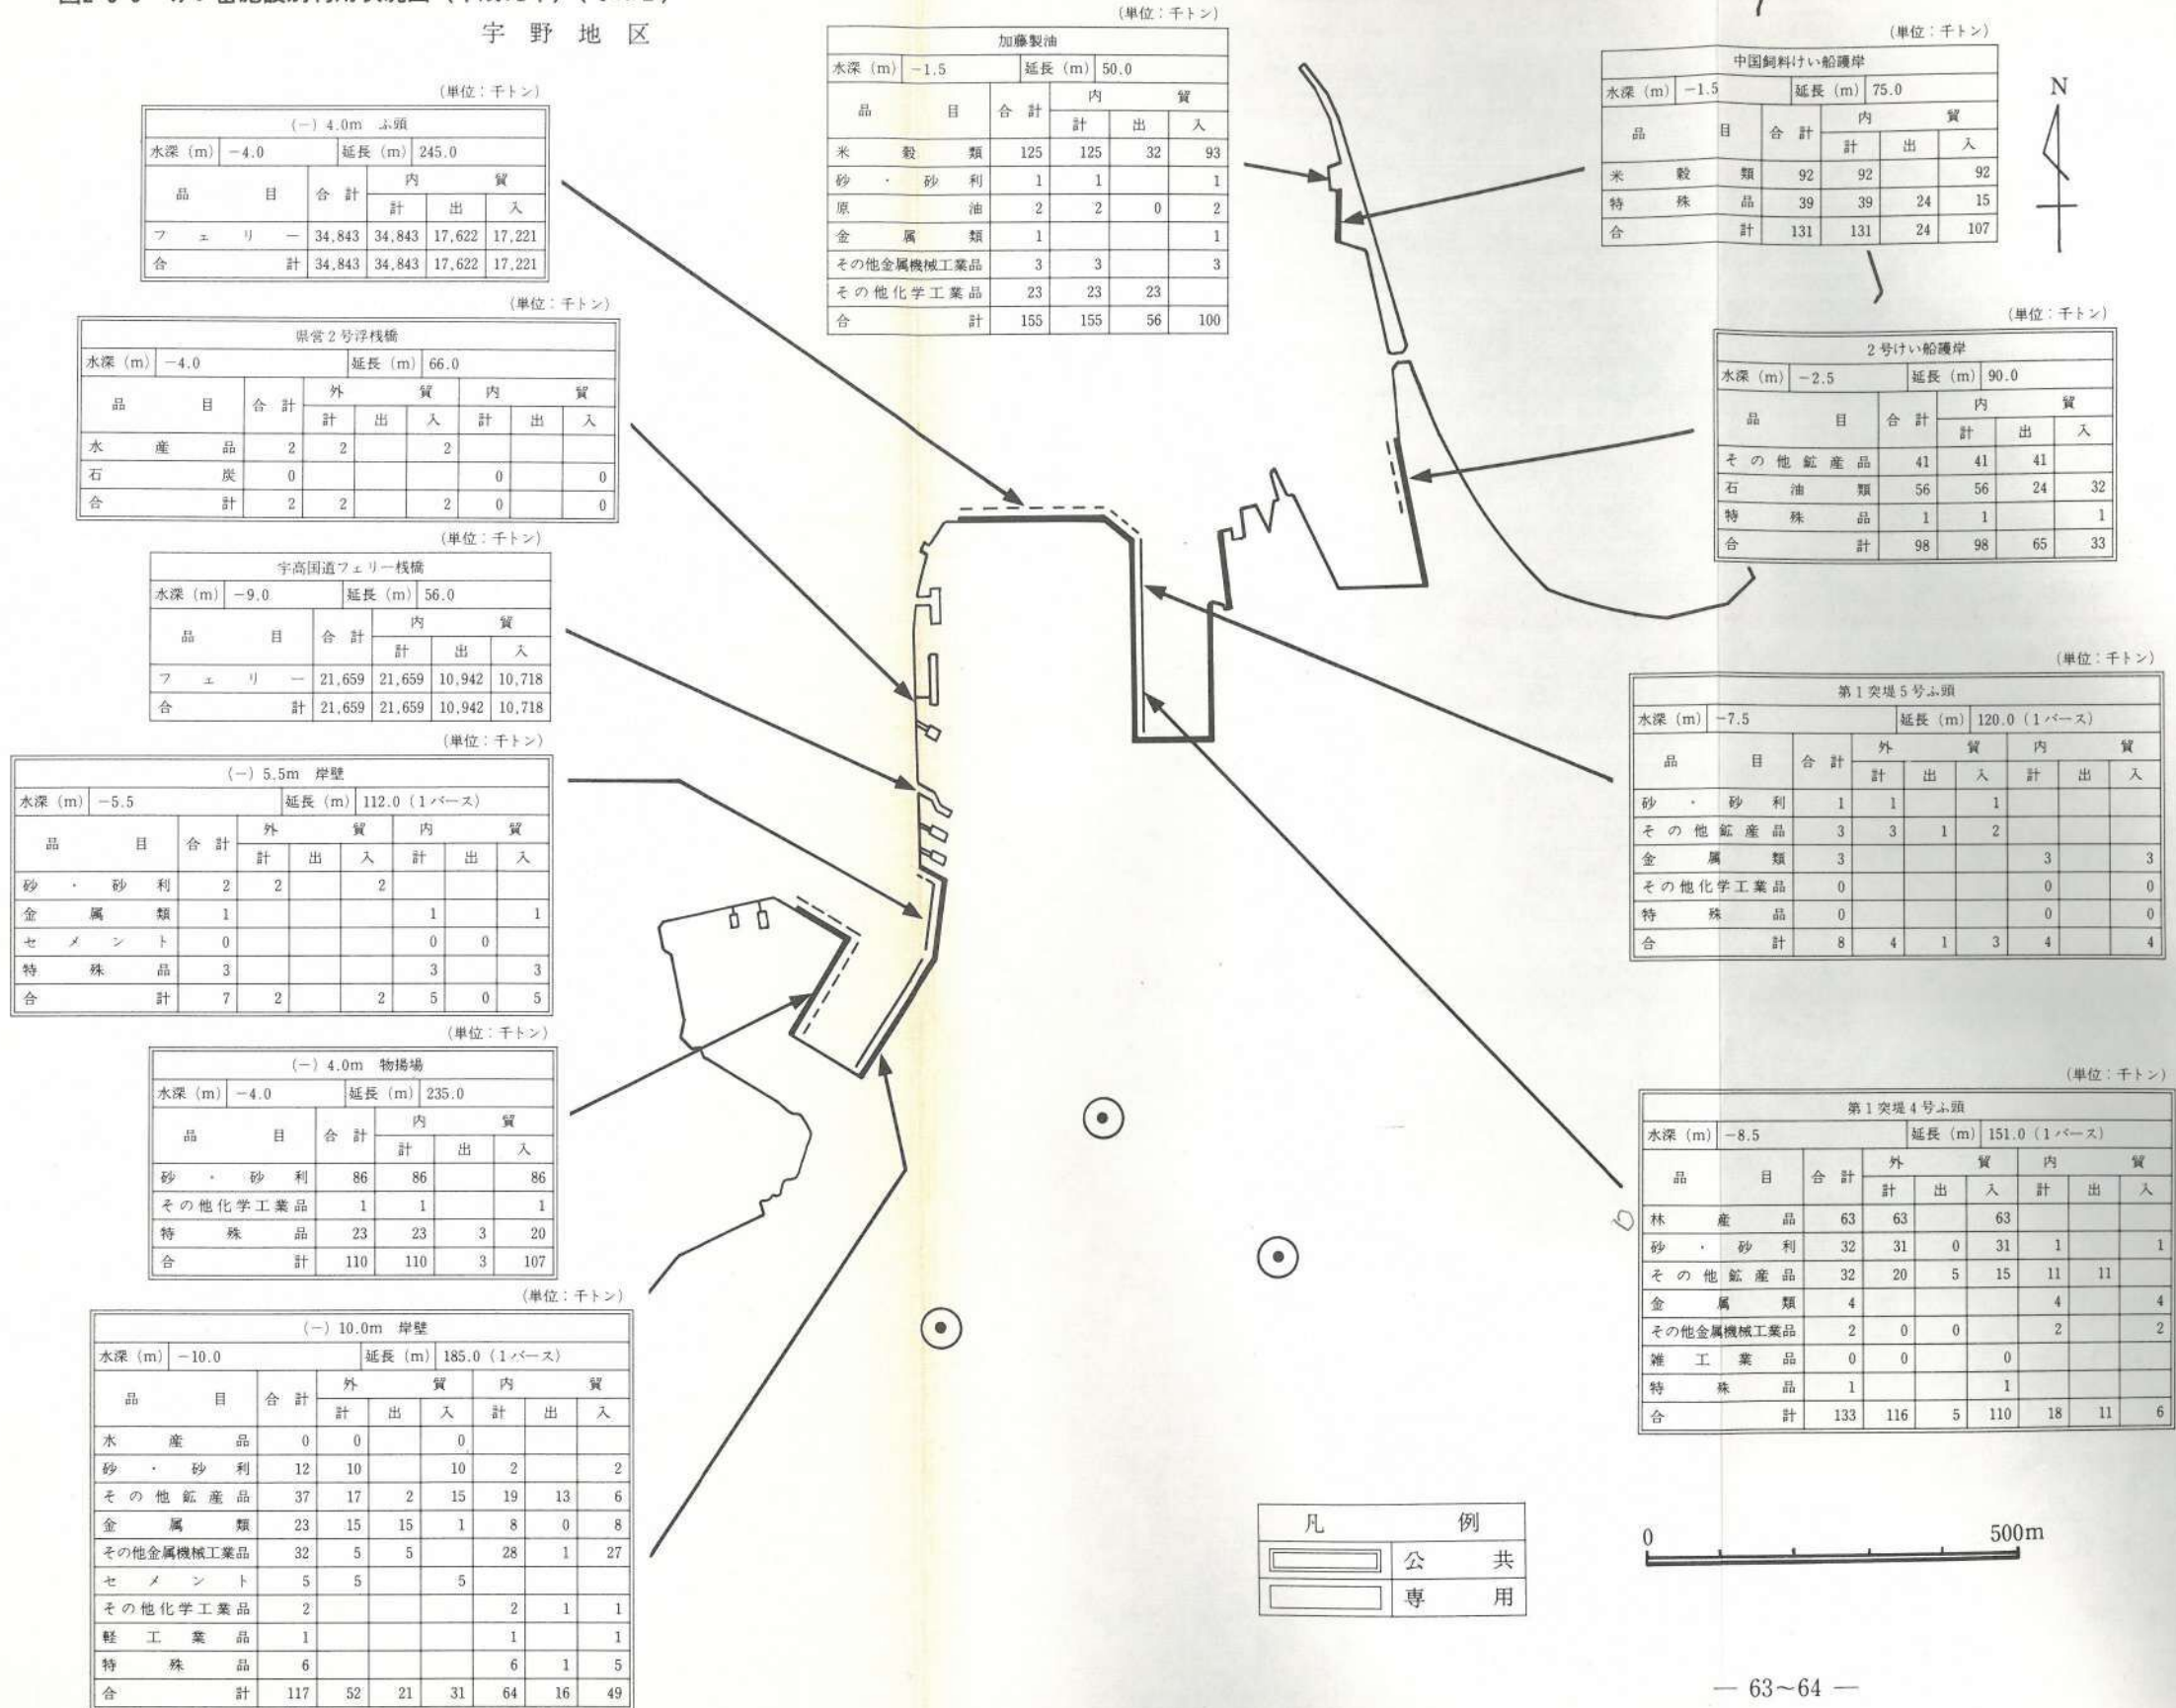 宇野地区
(単位：千トン)
(−) 4.0m ふ頭
水深 (m) −4.0 延長 (m) 245.0
品目 合計 内貿
計 出 入
フェリー 34,843 34,843 17,622 17,221
合計 34,843 34,843 17,622 17,221
(単位：千トン)
県営2号浮桟橋
水深 (m) −4.0 延長 (m) 66.0
品目 合計 外貿 内貿
計 出 入 計 出 入
水産品 2 2 2
石炭 0 0 0
合計 2 2 2 0 0
(単位：千トン)
宇高国道フェリー桟橋
水深 (m) −9.0 延長 (m) 56.0
品目 合計 内貿
計 出 入
フェリー 21,659 21,659 10,942 10,718
合計 21,659 21,659 10,942 10,718
(単位：千トン)
(−) 5.5m 岸壁
水深 (m) −5.5 延長 (m) 112.0 (1バース)
品目 合計 外貿 内貿
計 出 入 計 出 入
砂・砂利 2 2 2
金属類 1 1 1
セメント 0 0 0
特殊品 3 3 3
合計 7 2 2 5 0 5
(単位：千トン)
(−) 4.0m 物揚場
水深 (m) −4.0 延長 (m) 235.0
品目 合計 内貿
計 出 入
砂・砂利 86 86 86
その他化学工業品 1 1 1
特殊品 23 23 3 20
合計 110 110 3 107
(単位：千トン)
(−) 10.0m 岸壁
水深 (m) −10.0 延長 (m) 185.0 (1バース)
品目 合計 外貿 内貿
計 出 入 計 出 入
水産品 0 0 0
砂・砂利 12 10 10 2 2
その他鉱産品 37 17 2 15 19 13 6
金属類 23 15 15 1 8 0 8
その他金属機械工業品 32 5 5 28 1 27
セメント 5 5 5
その他化学工業品 2 2 1 1
軽工業品 1 1 1
特殊品 6 6 1 5
合計 117 52 21 31 64 16 49
(単位：千トン)
加藤製油
水深 (m) −1.5 延長 (m) 50.0
品目 合計 内貿
計 出 入
米穀類 125 125 32 93
砂・砂利 1 1 1
原油 2 2 0 2
金属類 1 1
その他金属機械工業品 3 3 3
その他化学工業品 23 23 23
合計 155 155 56 100
(単位：千トン)
中国飼料けい船護岸
水深 (m) −1.5 延長 (m) 75.0
品目 合計 内貿
計 出 入
米穀類 92 92 92
特殊品 39 39 24 15
合計 131 131 24 107
N
(単位：千トン)
2号けい船護岸
水深 (m) −2.5 延長 (m) 90.0
品目 合計 内貿
計 出 入
その他鉱産品 41 41 41
石油類 56 56 24 32
特殊品 1 1 1
合計 98 98 65 33
(単位：千トン)
第1突堤5号ふ頭
水深 (m) −7.5 延長 (m) 120.0 (1バース)
品目 合計 外貿 内貿
計 出 入 計 出 入
砂・砂利 1 1 1
その他鉱産品 3 3 1 2
金属類 3 3 3
その他化学工業品 0 0 0
特殊品 0 0 0
合計 8 4 1 3 4 4
(単位：千トン)
第1突堤4号ふ頭
水深 (m) −8.5 延長 (m) 151.0 (1バース)
品目 合計 外貿 内貿
計 出 入 計 出 入
林産品 63 63 63
砂・砂利 32 31 0 31 1 1
その他鉱産品 32 20 5 15 11 11
金属類 4 4 4
その他金属機械工業品 2 0 0 2 2
雑工業品 0 0 0
特殊品 1 1
合計 133 116 5 110 18 11 6
凡例
公共
専用
0 500m
— 63~64 —